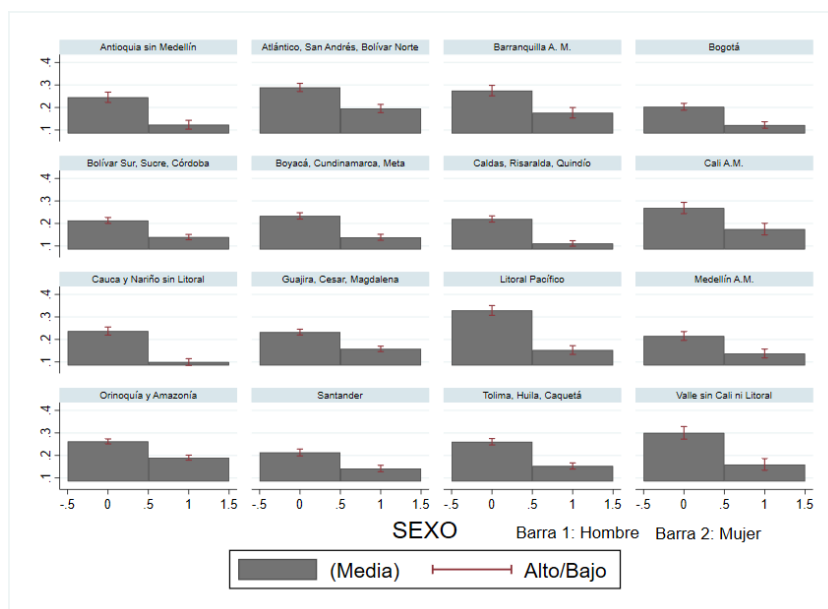 Antioquia sin Medellín
Atlántico, San Andrés, Bolívar Norte
Barranquilla A. M.
Bogotá
.4
.3
.2
.1
Bolívar Sur, Sucre, Córdoba
Boyacá, Cundinamarca, Meta
Caldas, Risaralda, Quindío
Cali A.M.
.4
.3
.2
.1
Cauca y Nariño sin Litoral
Guajira, Cesar, Magdalena
Litoral Pacífico
Medellín A.M.
.4
.3
.2
.1
Orinoquía y Amazonía
Santander
Tolima, Huila, Caquetá
Valle sin Cali ni Litoral
.4
.3
.2
.1
-.5 0 .5 1 1.5 -.5 0 .5 1 1.5 -.5 0 .5 1 1.5 -.5 0 .5 1 1.5
SEXO Barra 1: Hombre Barra 2: Mujer
(Media) Alto/Bajo